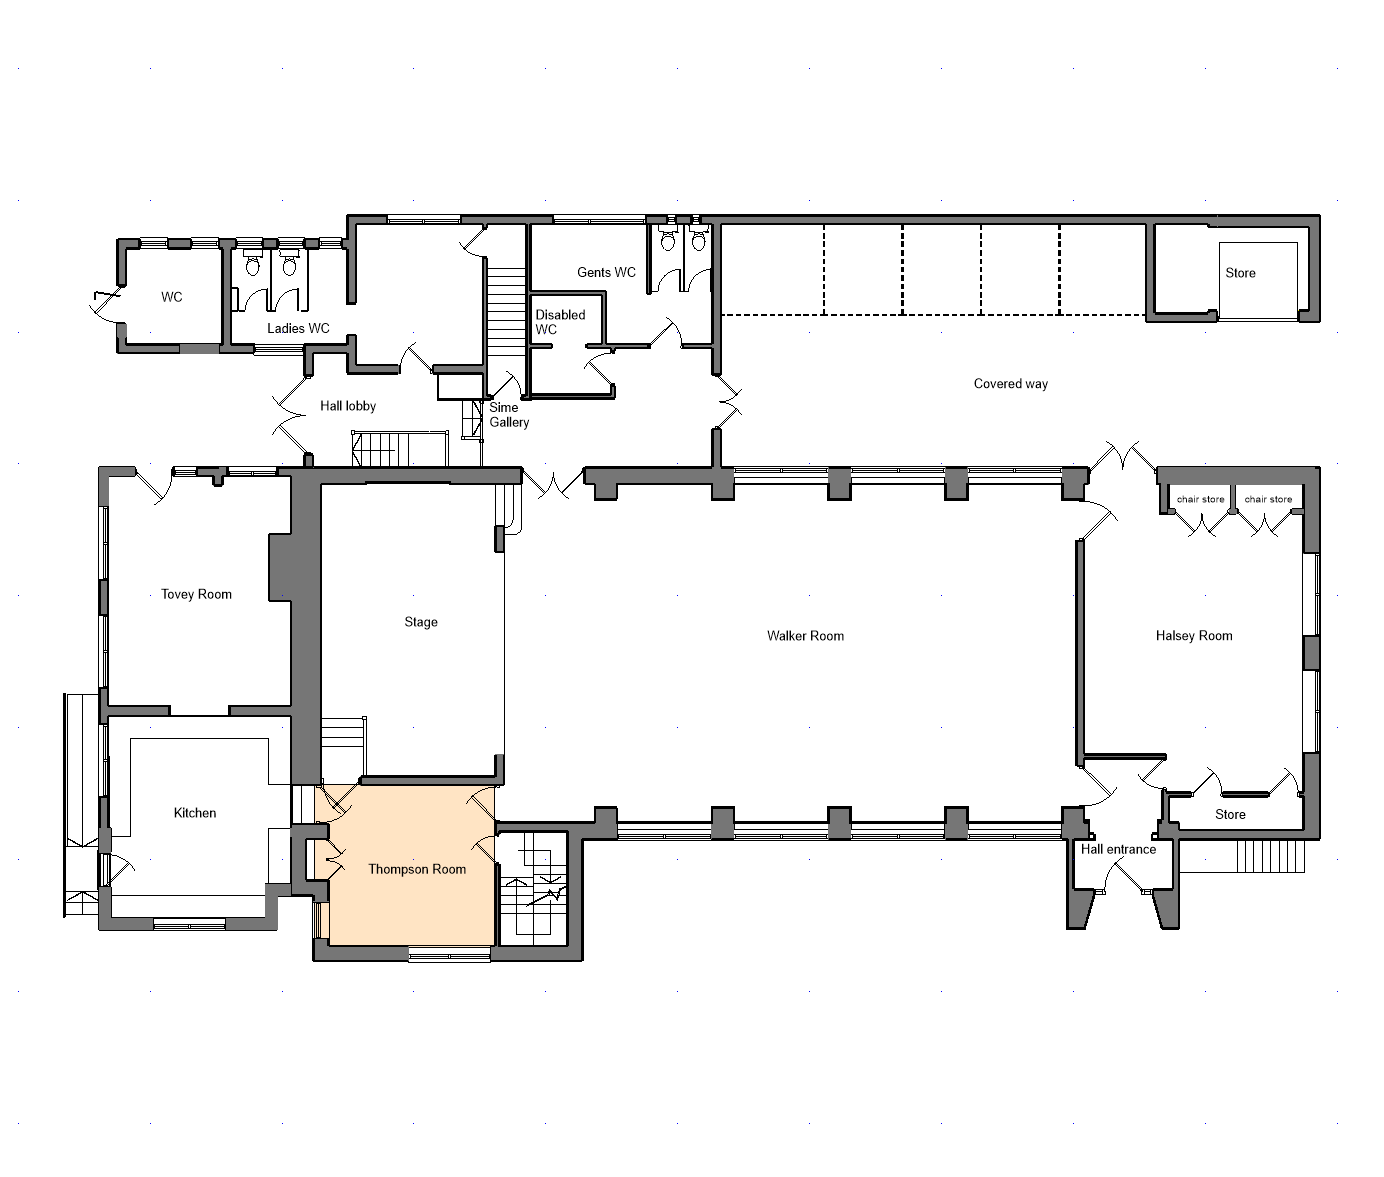 Gents WC
Store
WC
Disabled
WC
Ladies WC
Covered way
Hall lobby
Sime
Gallery
chair store
chair store
Tovey Room
Stage
Walker Room
Halsey Room
Kitchen
Store
Hall entrance
Thompson Room